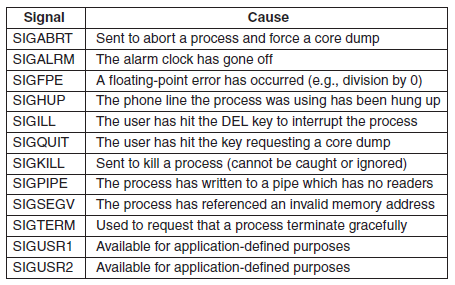 Signal Cause
SIGABRT Sent to abort a process and force a core dump
SIGALRM The alarm clock has gone off
SIGFPE A floating-point error has occurred (e.g., division by 0)
SIGHUP The phone line the process was using has been hung up
SIGILL The user has hit the DEL key to interrupt the process
SIGQUIT The user has hit the key requesting a core dump
SIGKILL Sent to kill a process (cannot be caught or ignored)
SIGPIPE The process has written to a pipe which has no readers
SIGSEGV The process has referenced an invalid memory address
SIGTERM Used to request that a process terminate gracefully
SIGUSR1 Available for application-defined purposes
SIGUSR2 Available for application-defined purposes